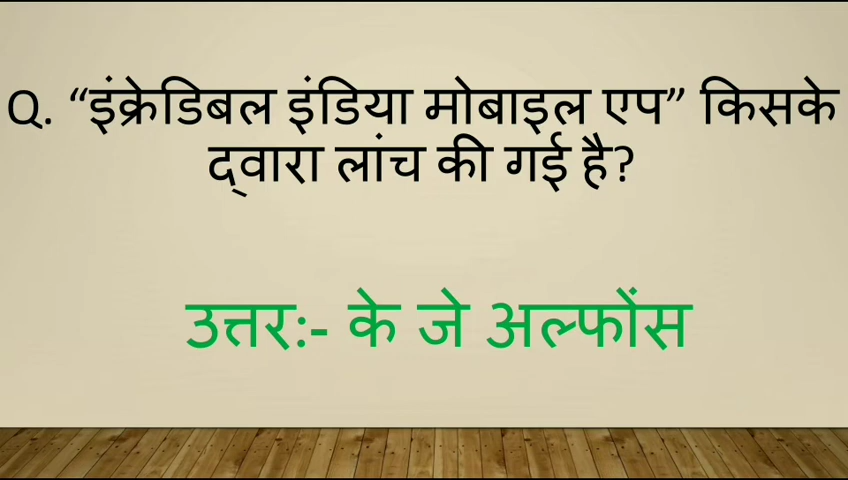 Q. “इंक्रेडिबल इंडिया मोबाइल एप” किसके
द्वारा लांच की गई है?
उत्तर:- के जे अल्फोंस